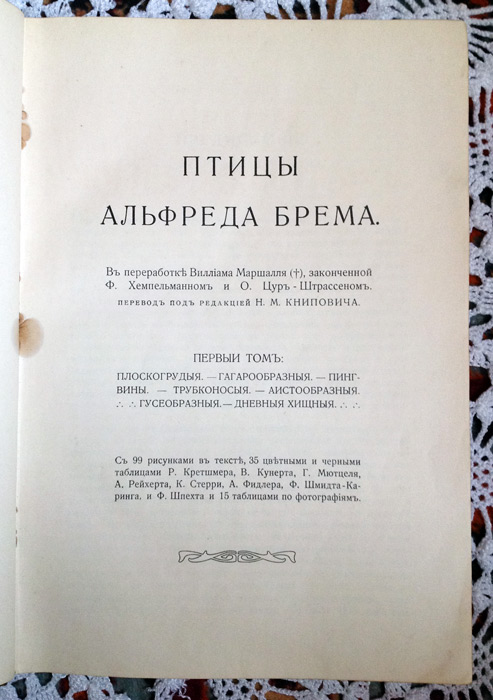 ПТИЦЫ
АЛЬФРЕДА БРЕМА.
Въ переработкѣ Вилліама Маршалля (†), законченной
Ф. Хемпельманномъ и О. Цуръ-Штрассеномъ.
ПЕРЕВОДЪ ПОДЪ РЕДАКЦІЕЙ Н. М. КНИПОВИЧА.
ПЕРВЫЙ ТОМЪ:
ПЛОСКОГРУДЫЯ. — ГАГАРООБРАЗНЫЯ. — ПИНГ-
ВИНЫ. — ТРУБКОНОСЫЯ. — АИСТООБРАЗНЫЯ.
∴ ∴ ГУСЕОБРАЗНЫЯ. — ДНЕВНЫЯ ХИЩНЫЯ. ∴ ∴
Съ 99 рисунками въ текстѣ, 35 цвѣтными и черными
таблицами Р. Кретшмера, В. Кунерта, Г. Мютцеля,
А. Рейхерта, К. Стерри, А. Фидлера, Ф. Шмидта-Ка-
ринга, и Ф. Шпехта и 15 таблицами по фотографіямъ.